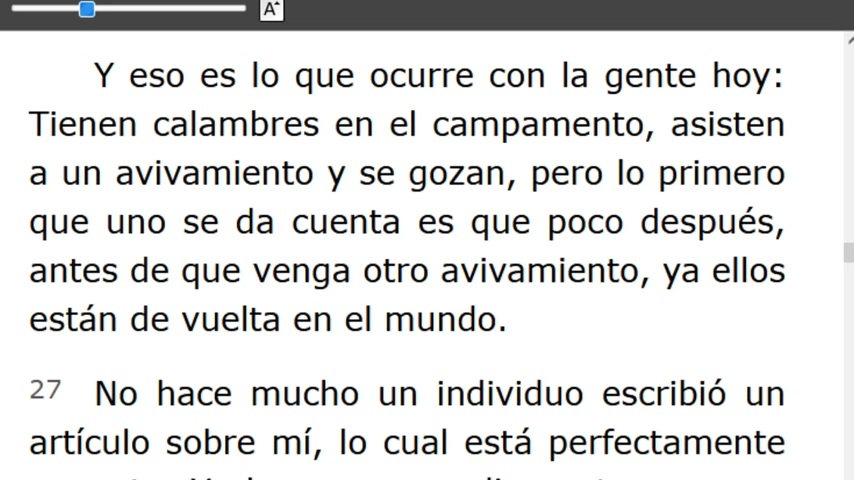 A
Y eso es lo que ocurre con la gente hoy:
Tienen calambres en el campamento, asisten
a un avivamiento y se gozan, pero lo primero
que uno se da cuenta es que poco después,
antes de que venga otro avivamiento, ya ellos
están de vuelta en el mundo.
27 No hace mucho un individuo escribió un
artículo sobre mí, lo cual está perfectamente